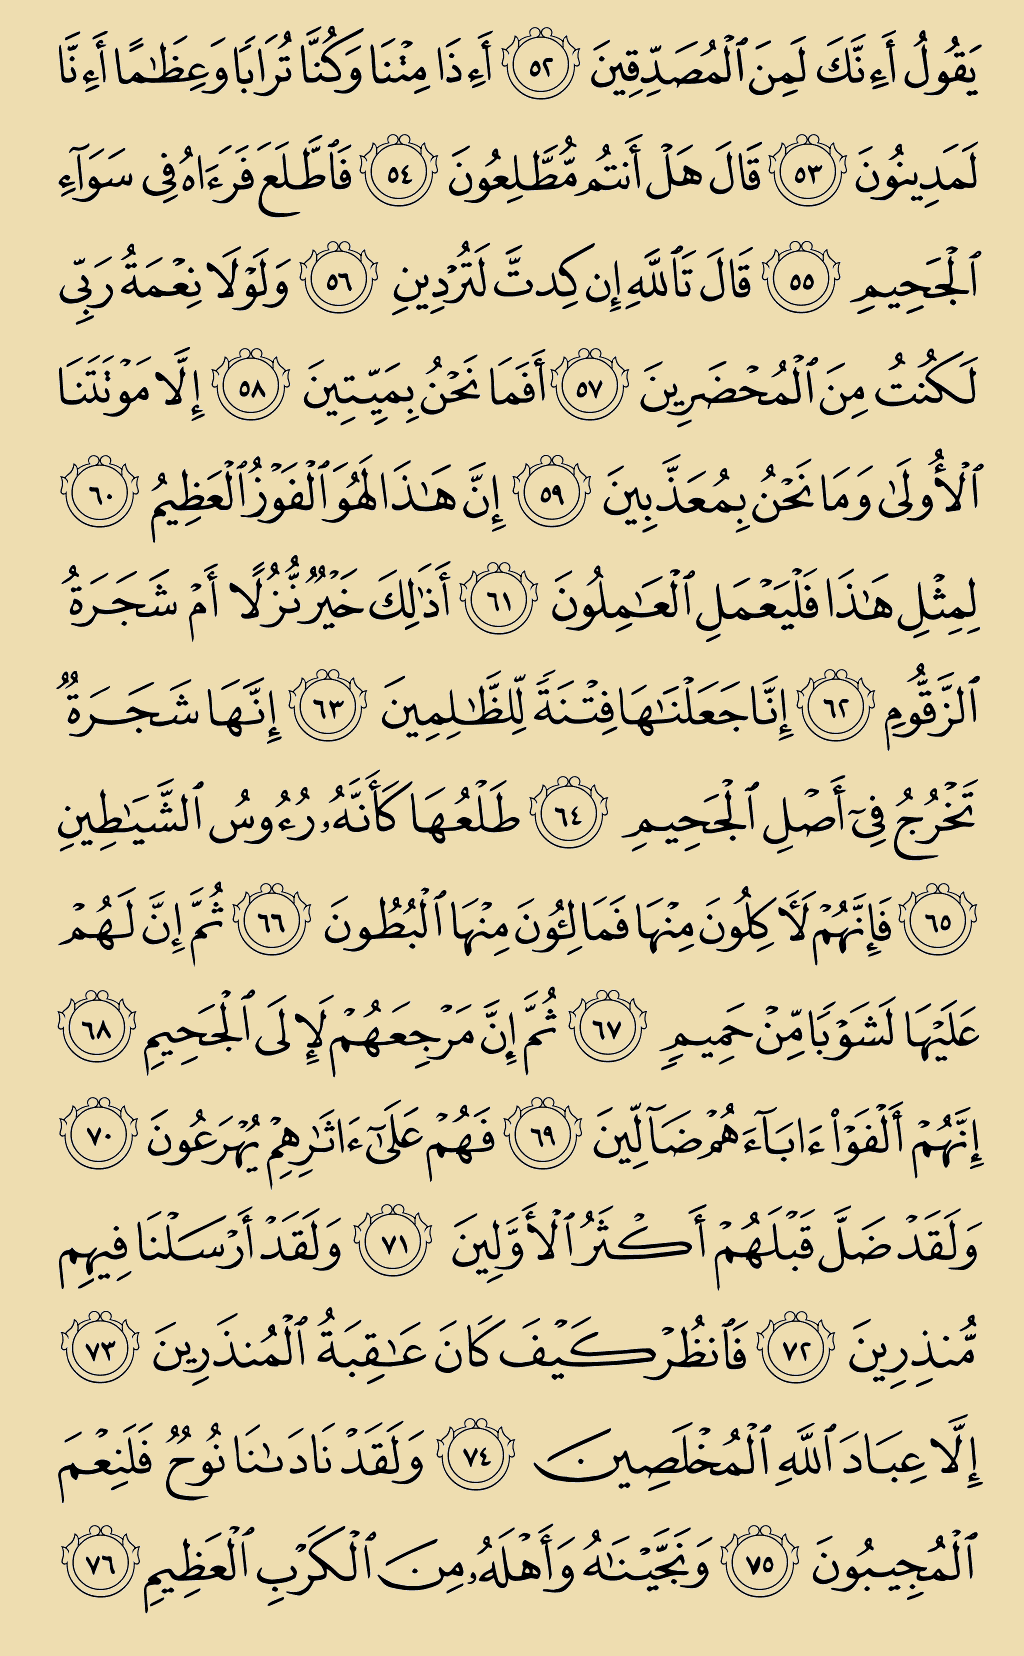 يَقُولُ أَءِنَّكَ لَمِنَ ٱلْمُصَدِّقِينَ ٥٢ أَءِذَا مِتْنَا وَكُنَّا تُرَابًا وَعِظَٰمًا أَءِنَّا
لَمَدِينُونَ ٥٣ قَالَ هَلْ أَنتُم مُّطَّلِعُونَ ٥٤ فَٱطَّلَعَ فَرَءَاهُ فِى سَوَآءِ
ٱلْجَحِيمِ ٥٥ قَالَ تَٱللَّهِ إِن كِدتَّ لَتُرْدِينِ ٥٦ وَلَوْلَا نِعْمَةُ رَبِّى
لَكُنتُ مِنَ ٱلْمُحْضَرِينَ ٥٧ أَفَمَا نَحْنُ بِمَيِّتِينَ ٥٨ إِلَّا مَوْتَتَنَا
ٱلْأُولَىٰ وَمَا نَحْنُ بِمُعَذَّبِينَ ٥٩ إِنَّ هَٰذَا لَهُوَ ٱلْفَوْزُ ٱلْعَظِيمُ ٦٠
لِمِثْلِ هَٰذَا فَلْيَعْمَلِ ٱلْعَٰمِلُونَ ٦١ أَذَٰلِكَ خَيْرٌ نُّزُلًا أَمْ شَجَرَةُ
ٱلزَّقُّومِ ٦٢ إِنَّا جَعَلْنَٰهَا فِتْنَةً لِّلظَّٰلِمِينَ ٦٣ إِنَّهَا شَجَرَةٌ
تَخْرُجُ فِىٓ أَصْلِ ٱلْجَحِيمِ ٦٤ طَلْعُهَا كَأَنَّهُۥ رُءُوسُ ٱلشَّيَٰطِينِ
٦٥ فَإِنَّهُمْ لَءَاكِلُونَ مِنْهَا فَمَالِـُٔونَ مِنْهَا ٱلْبُطُونَ ٦٦ ثُمَّ إِنَّ لَهُمْ
عَلَيْهَا لَشَوْبًا مِّنْ حَمِيمٍ ٦٧ ثُمَّ إِنَّ مَرْجِعَهُمْ لَإِلَى ٱلْجَحِيمِ ٦٨
إِنَّهُمْ أَلْفَوْا۟ ءَابَآءَهُمْ ضَآلِّينَ ٦٩ فَهُمْ عَلَىٰٓ ءَاثَٰرِهِمْ يُهْرَعُونَ ٧٠
وَلَقَدْ ضَلَّ قَبْلَهُمْ أَكْثَرُ ٱلْأَوَّلِينَ ٧١ وَلَقَدْ أَرْسَلْنَا فِيهِم
مُّنذِرِينَ ٧٢ فَٱنظُرْ كَيْفَ كَانَ عَٰقِبَةُ ٱلْمُنذَرِينَ ٧٣
إِلَّا عِبَادَ ٱللَّهِ ٱلْمُخْلَصِينَ ٧٤ وَلَقَدْ نَادَىٰنَا نُوحٌ فَلَنِعْمَ
ٱلْمُجِيبُونَ ٧٥ وَنَجَّيْنَٰهُ وَأَهْلَهُۥ مِنَ ٱلْكَرْبِ ٱلْعَظِيمِ ٧٦